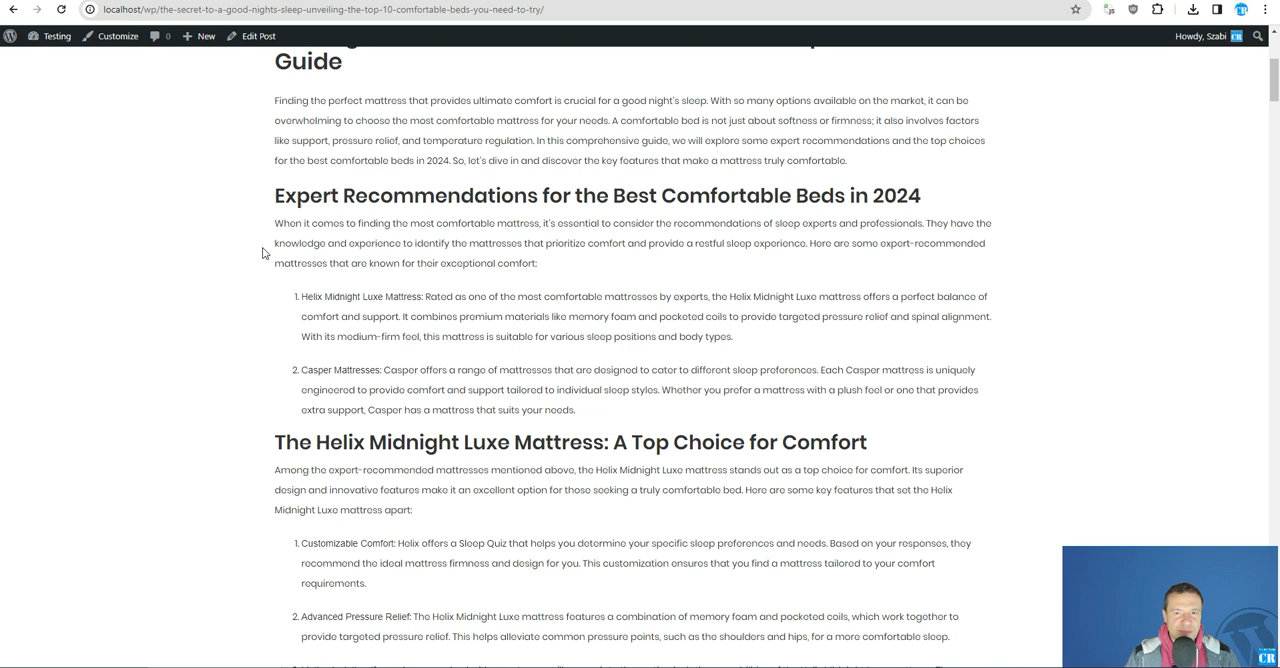 localhost/wp/the-secret-to-a-good-nights-sleep-unveiling-the-top-10-comfortable-beds-you-need-to-try/
Testing Customize 0 New Edit Post Howdy, Szabi CR
Guide
Finding the perfect mattress that provides ultimate comfort is crucial for a good night's sleep. With so many options available on the market, it can be
overwhelming to choose the most comfortable mattress for your needs. A comfortable bed is not just about softness or firmness; it also involves factors
like support, pressure relief, and temperature regulation. In this comprehensive guide, we will explore some expert recommendations and the top choices
for the best comfortable beds in 2024. So, let's dive in and discover the key features that make a mattress truly comfortable.
Expert Recommendations for the Best Comfortable Beds in 2024
When it comes to finding the most comfortable mattress, it's essential to consider the recommendations of sleep experts and professionals. They have the
knowledge and experience to identify the mattresses that prioritize comfort and provide a restful sleep experience. Here are some expert-recommended
mattresses that are known for their exceptional comfort:
1. Helix Midnight Luxe Mattress: Rated as one of the most comfortable mattresses by experts, the Helix Midnight Luxe mattress offers a perfect balance of
comfort and support. It combines premium materials like memory foam and pocketed coils to provide targeted pressure relief and spinal alignment.
With its medium-firm feel, this mattress is suitable for various sleep positions and body types.
2. Casper Mattresses: Casper offers a range of mattresses that are designed to cater to different sleep preferences. Each Casper mattress is uniquely
engineered to provide comfort and support tailored to individual sleep styles. Whether you prefer a mattress with a plush feel or one that provides
extra support, Casper has a mattress that suits your needs.
The Helix Midnight Luxe Mattress: A Top Choice for Comfort
Among the expert-recommended mattresses mentioned above, the Helix Midnight Luxe mattress stands out as a top choice for comfort. Its superior
design and innovative features make it an excellent option for those seeking a truly comfortable bed. Here are some key features that set the Helix
Midnight Luxe mattress apart:
1. Customizable Comfort: Helix offers a Sleep Quiz that helps you determine your specific sleep preferences and needs. Based on your responses, they
recommend the ideal mattress firmness and design for you. This customization ensures that you find a mattress tailored to your comfort
requirements.
2. Advanced Pressure Relief: The Helix Midnight Luxe mattress features a combination of memory foam and pocketed coils, which work together to
provide targeted pressure relief. This helps alleviate common pressure points, such as the shoulders and hips, for a more comfortable sleep.
CR